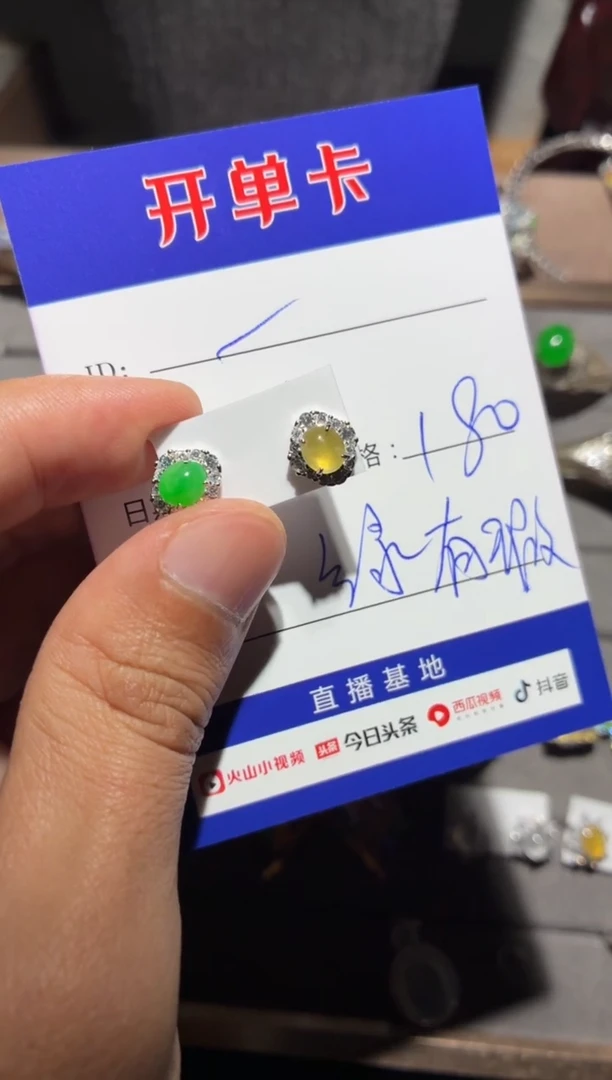 开单卡
ID:
格: 180
日
绿有瑕
直播基地
火山小视频 头条 今日头条 西瓜视频 抖音